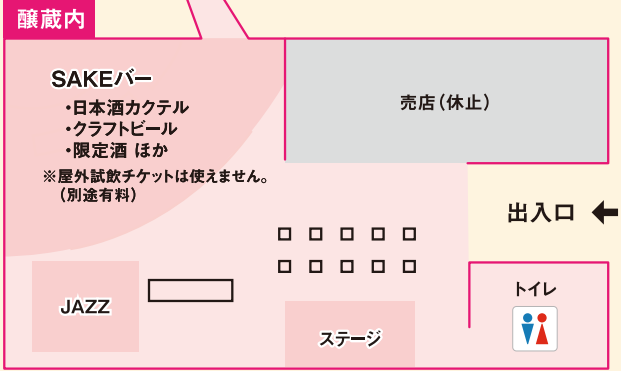 醸蔵内
SAKEバー
・日本酒カクテル
・クラフトビール
・限定酒 ほか
※屋外試飲チケットは使えません。
（別途有料）
売店（休止）
出入口
JAZZ
ステージ
トイレ